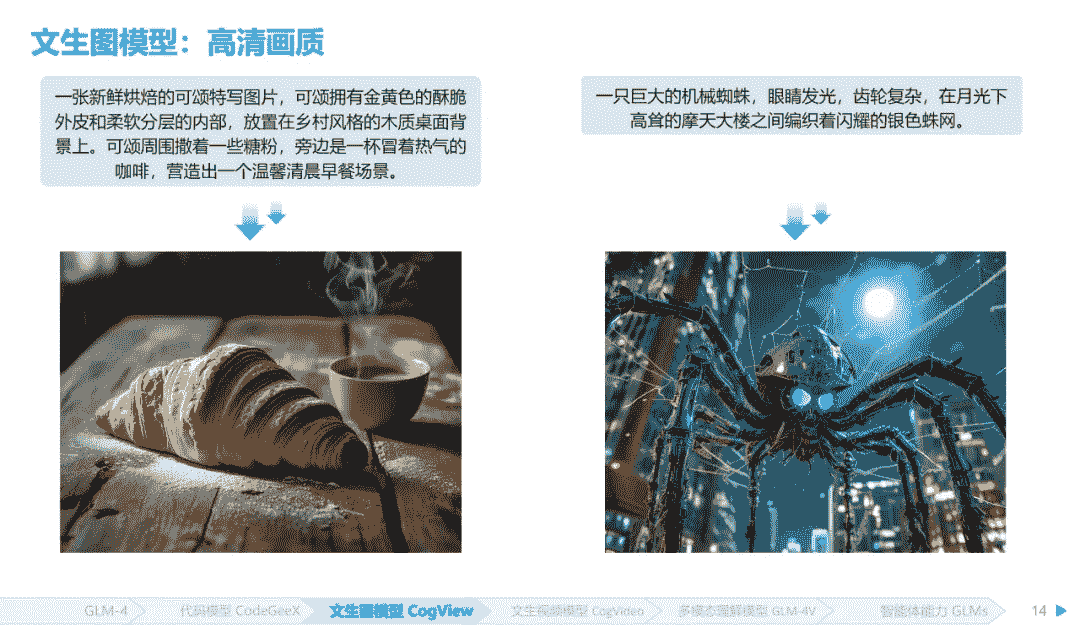 文生图模型：高清画质
一张新鲜烘焙的可颂特写图片，可颂拥有金黄色的酥脆
外皮和柔软分层的内部，放置在乡村风格的木质桌面背
景上。可颂周围撒着一些糖粉，旁边是一杯冒着热气的
咖啡，营造出一个温馨清晨早餐场景。
一只巨大的机械蜘蛛，眼睛发光，齿轮复杂，在月光下
高耸的摩天大楼之间编织着闪耀的银色蛛网。
GLM-4
代码模型 CodeGeeX
文生图模型 CogView
文生视频模型 CogVideo
多模态理解模型 GLM-4V
智能体能力 GLMs
14